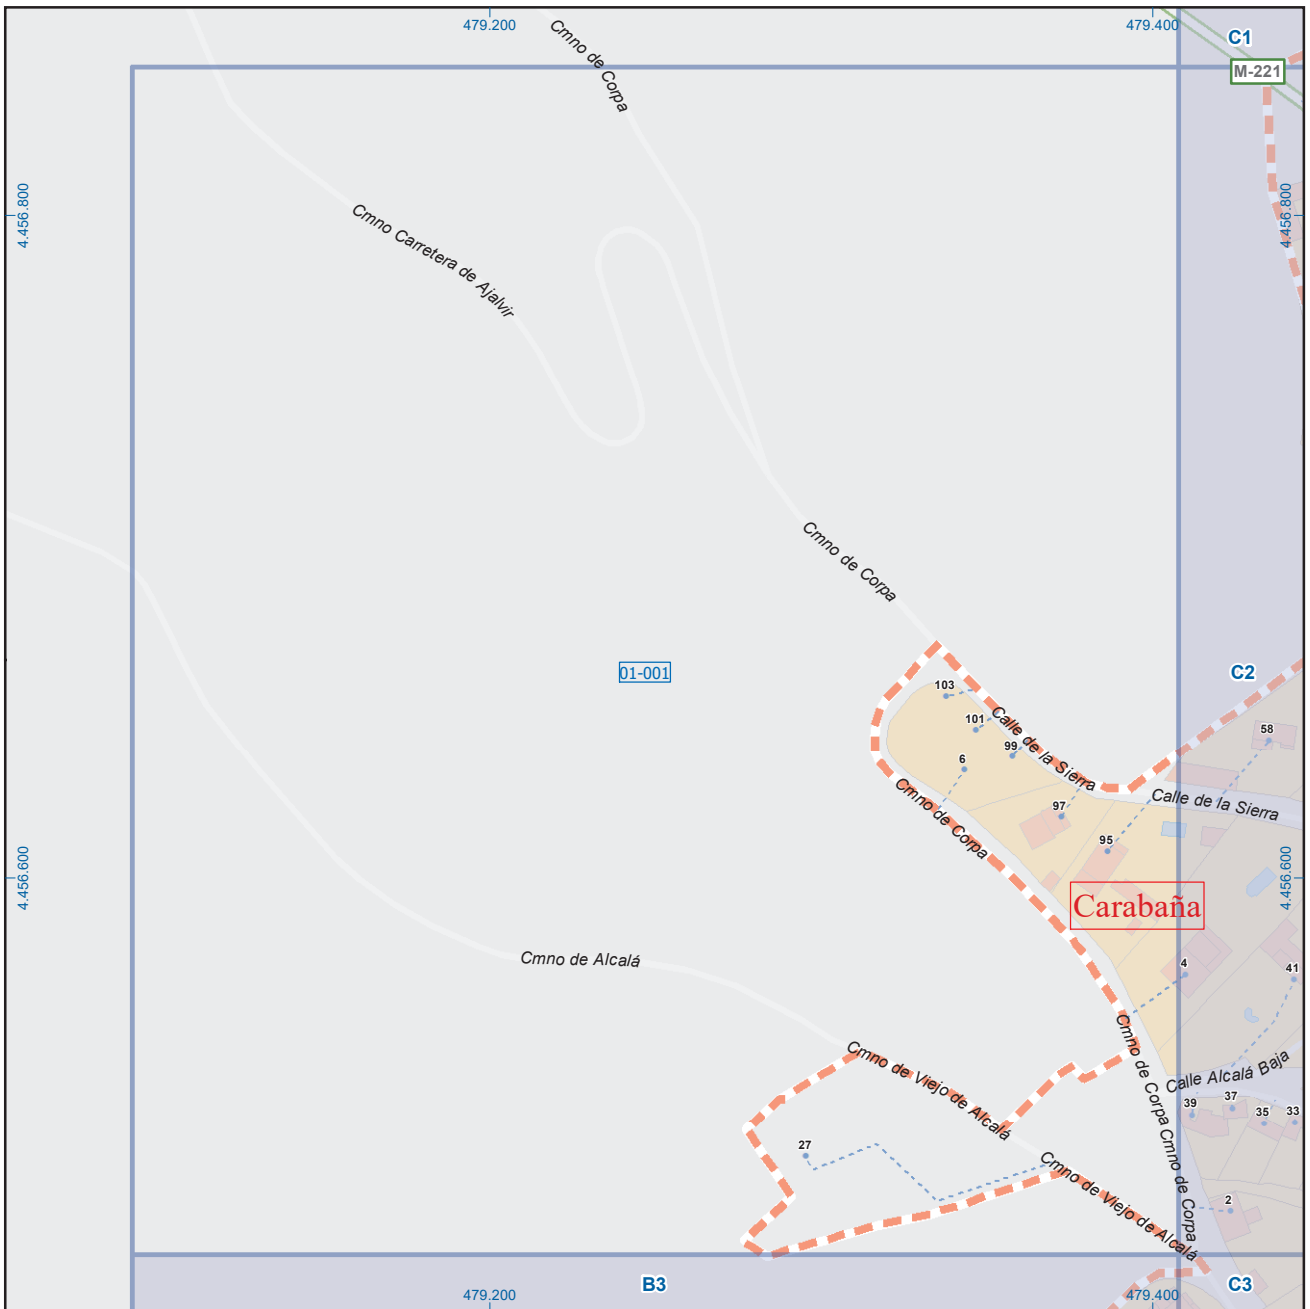 479.200
479.400
C1
M-221
Cmno de Corpa
4.456.800
4.456.800
Cmno Carretera de Ajalvir
Cmno de Corpa
01-001
C2
103
101
99
6
Calle de la Sierra
58
Cmno de Corpa
97
95
Calle de la Sierra
4.456.600
4.456.600
Carabaña
4
41
Cmno de Alcalá
Cmno de Viejo de Alcalá
Cmno de Corpa
Calle Alcalá Baja
39
37
35
33
27
Cmno de Viejo de Alcalá
Cmno de Corpa
2
B3
C3
479.200
479.400